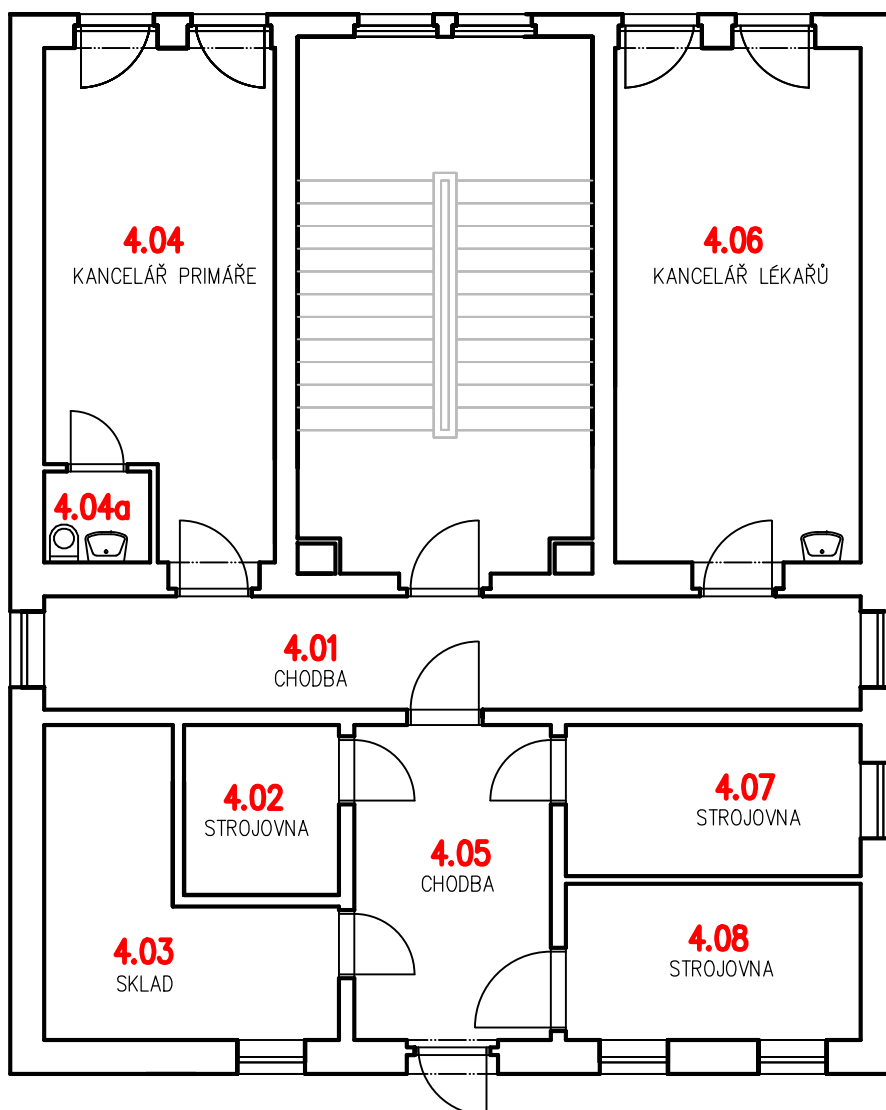 4.04
KANCELÁŘ PRIMÁŘE
4.06
KANCELÁŘ LÉKAŘŮ
4.04a
4.01
CHODBA
4.02
STROJOVNA
4.07
STROJOVNA
4.05
CHODBA
4.03
SKLAD
4.08
STROJOVNA